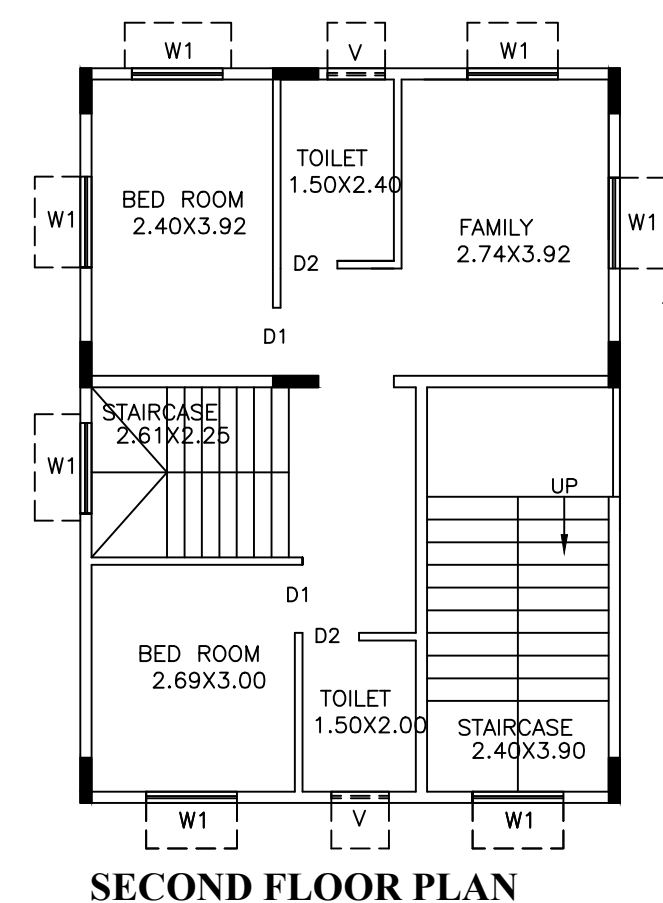 W1
V
W1
TOILET
1.50X2.40
BED ROOM
2.40X3.92
W1
W1
FAMILY
2.74X3.92
D2
D1
STAIRCASE
2.61X2.25
W1
UP
D1
D2
BED ROOM
2.69X3.00
TOILET
1.50X2.00
STAIRCASE
2.40X3.90
W1
V
W1
SECOND FLOOR PLAN